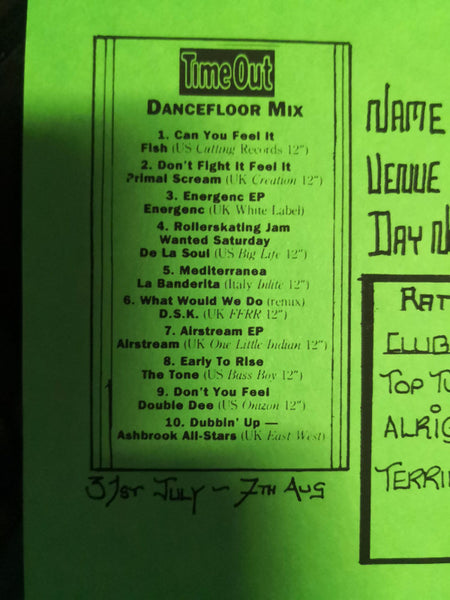 Time Out
DANCEFLOOR MIX
1. Can You Feel It
Fish (US Cutting Records 12")
2. Don't Fight It Feel It
Primal Scream (UK Creation 12")
3. Energenc EP
Energenc (UK White Label)
4. Rollerskating Jam
Wanted Saturday
De La Soul (US Big Life 12")
5. Mediterranea
La Banderita (Italy Inlite 12")
6. What Would We Do (remix)
D.S.K. (UK FFRR 12")
7. Airstream EP
Airstream (UK One Little Indian 12")
8. Early To Rise
The Tone (US Bass Boy 12")
9. Don't You Feel
Double Dee (US Onizon 12")
10. Dubbin' Up —
Ashbrook All-Stars (UK East West)
31ST JULY ~ 7TH AUG
NAME
VENUE
DAY N
RAT
CLUB
TOP TU
ALRIG
TERRI